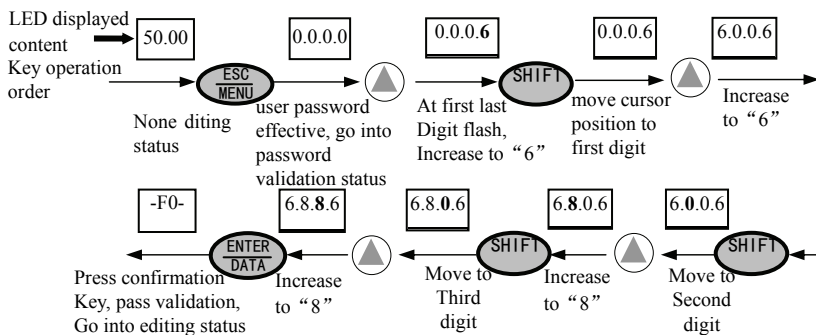 LED displayed
content
Key operation
order
50.00
ESC
MENU
None diting
status
0.0.0.0
user password
effective, go into
password
validation status
0.0.0.6
At first last
Digit flash,
Increase to “6”
SHIFT
0.0.0.6
move cursor
position to
first digit
6.0.0.6
Increase
to “6”
SHIFT
6.0.0.6
Move to
Second
digit
6.8.0.6
Increase
to “8”
SHIFT
6.8.0.6
Move to
Third
digit
6.8.8.6
Increase
to “8”
ENTER
DATA
-F0-
Press confirmation
Key, pass validation,
Go into editing status